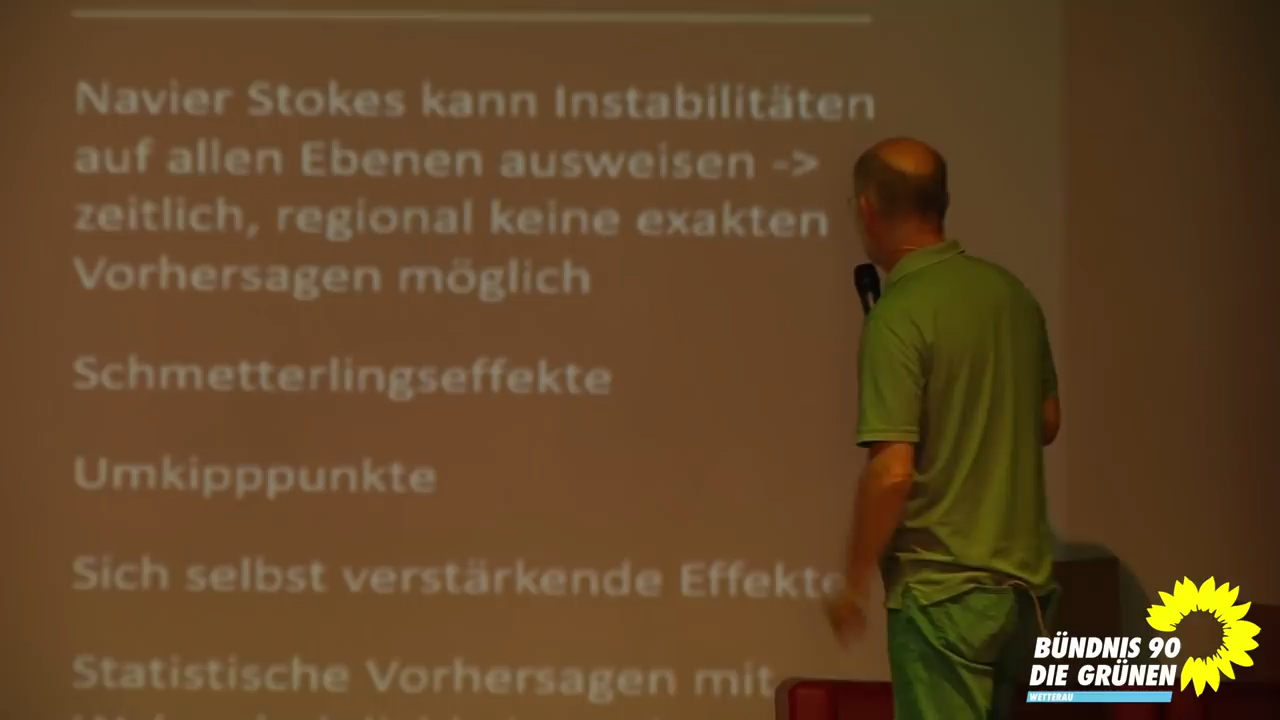 Navier Stokes kann Instabilitäten
auf allen Ebenen ausweisen ->
zeitlich, regional keine exakten
Vorhersagen möglich
Schmetterlingseffekte
Umkipppunkte
Sich selbst verstärkende Effekte
Statistische Vorhersagen mit
BÜNDNIS 90
DIE GRÜNEN
WETTERAU